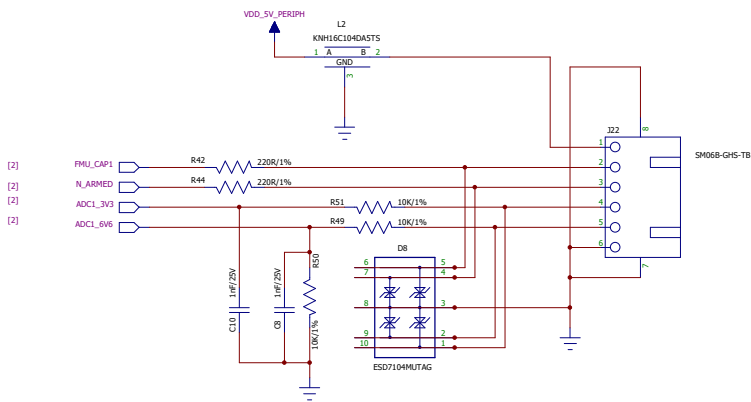 VDD_5V_PERIPH
L2
KNH16C104DA5TS
1 A B 2
GND
3
J22
8
SM06B-GHS-TB
1
2
3
4
5
6
7
[2] FMU_CAP1 R42 220R/1%
[2] N_ARMED R44 220R/1%
[2] ADC1_3V3 R51 10K/1%
[2] ADC1_6V6 R49 10K/1%
D8
6 5
7 4
8 3
9 2
10 1
ESD7104MUTAG
1nF/25V
C10
1nF/25V
C8
R50
10K/1%